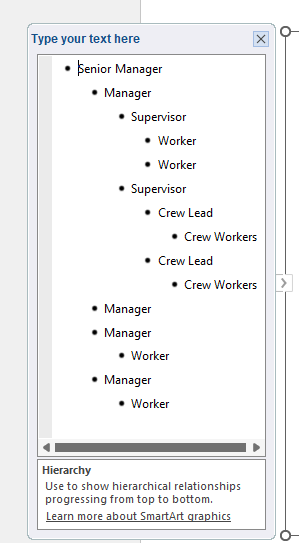 Type your text here
Senior Manager
Manager
Supervisor
Worker
Worker
Supervisor
Crew Lead
Crew Workers
Crew Lead
Crew Workers
Manager
Manager
Worker
Manager
Worker
Hierarchy
Use to show hierarchical relationships
progressing from top to bottom.
Learn more about SmartArt graphics